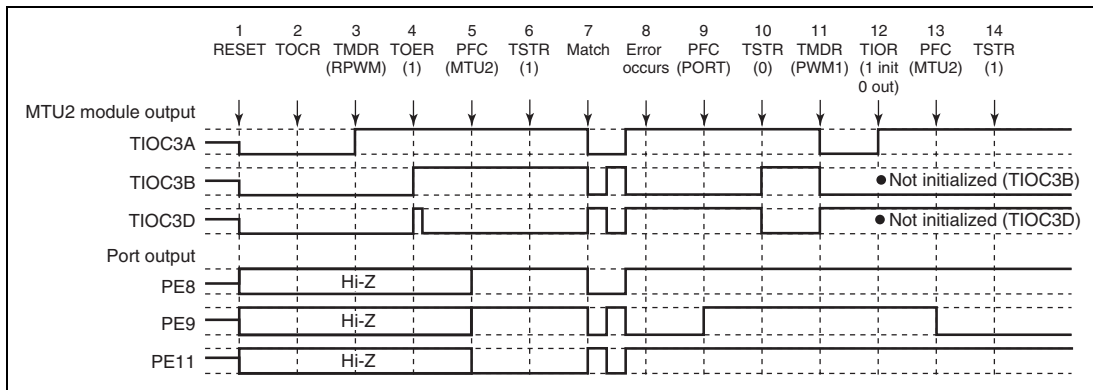 1 2 3 4 5 6 7 8 9 10 11 12 13 14
RESET TOCR TMDR TOER PFC TSTR Match Error PFC TSTR TMDR TIOR PFC TSTR
(RPWM) (1) (MTU2) (1) occurs (PORT) (0) (PWM1) (1 init (MTU2) (1)
0 out)
MTU2 module output
TIOC3A
TIOC3B
● Not initialized (TIOC3B)
TIOC3D
● Not initialized (TIOC3D)
Port output
PE8
Hi-Z
PE9
Hi-Z
PE11
Hi-Z